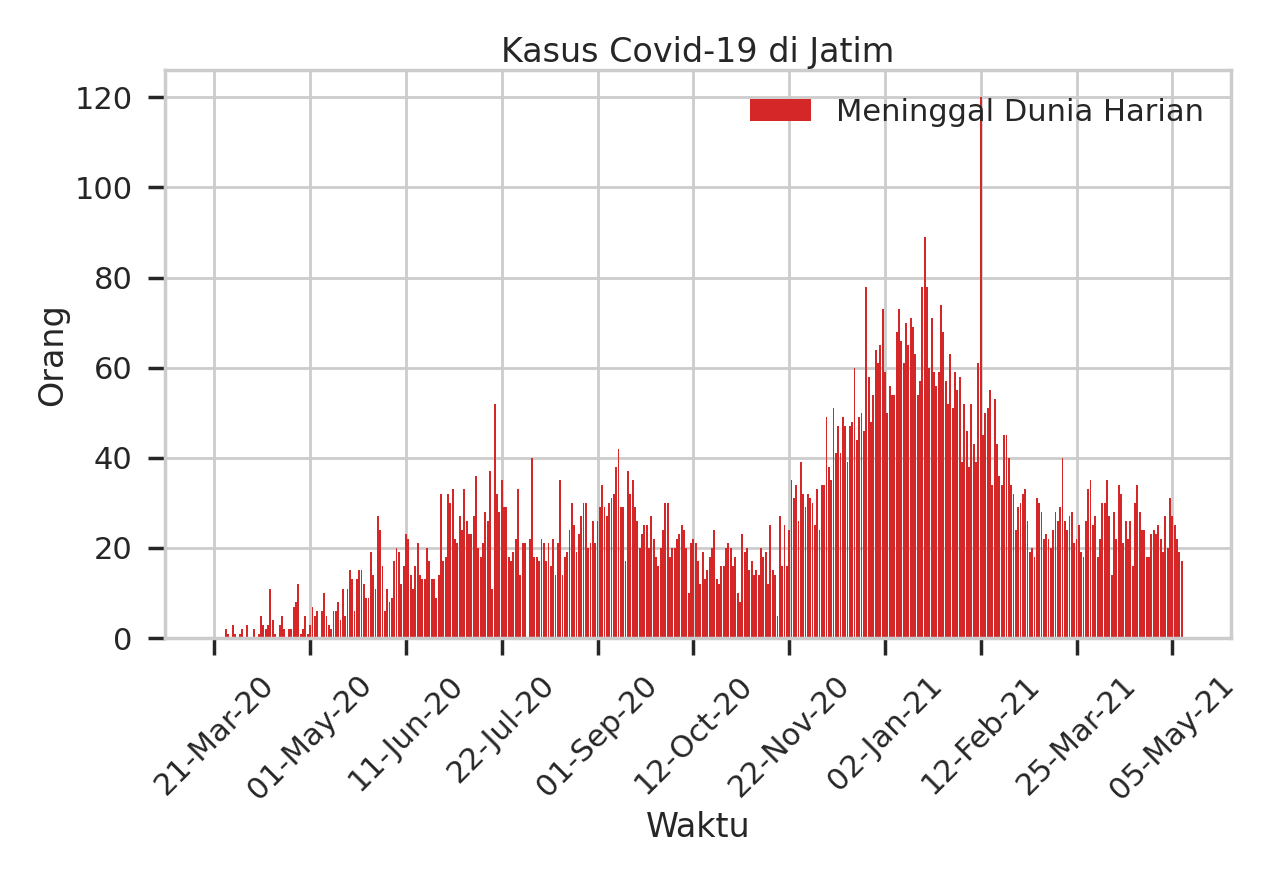 Kasus Covid-19 di Jatim
Meninggal Dunia Harian
Orang
120
100
80
60
40
20
0
21-Mar-20
01-May-20
11-Jun-20
22-Jul-20
01-Sep-20
12-Oct-20
22-Nov-20
02-Jan-21
12-Feb-21
25-Mar-21
05-May-21
Waktu